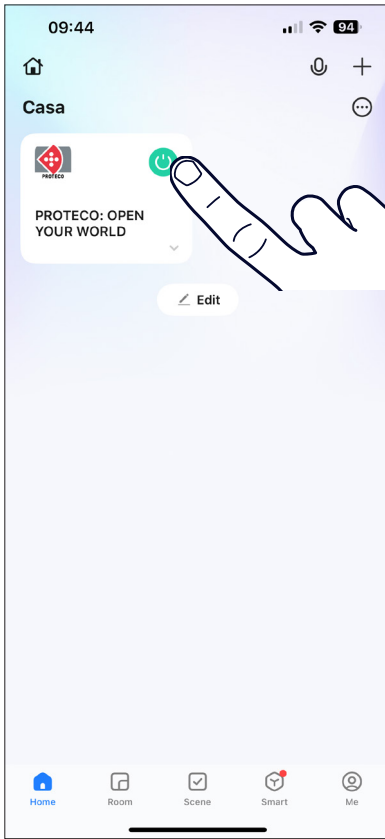 09:44
94
Casa
PROTECO
PROTECO: OPEN
YOUR WORLD
Edit
Home
Room
Scene
Smart
Me